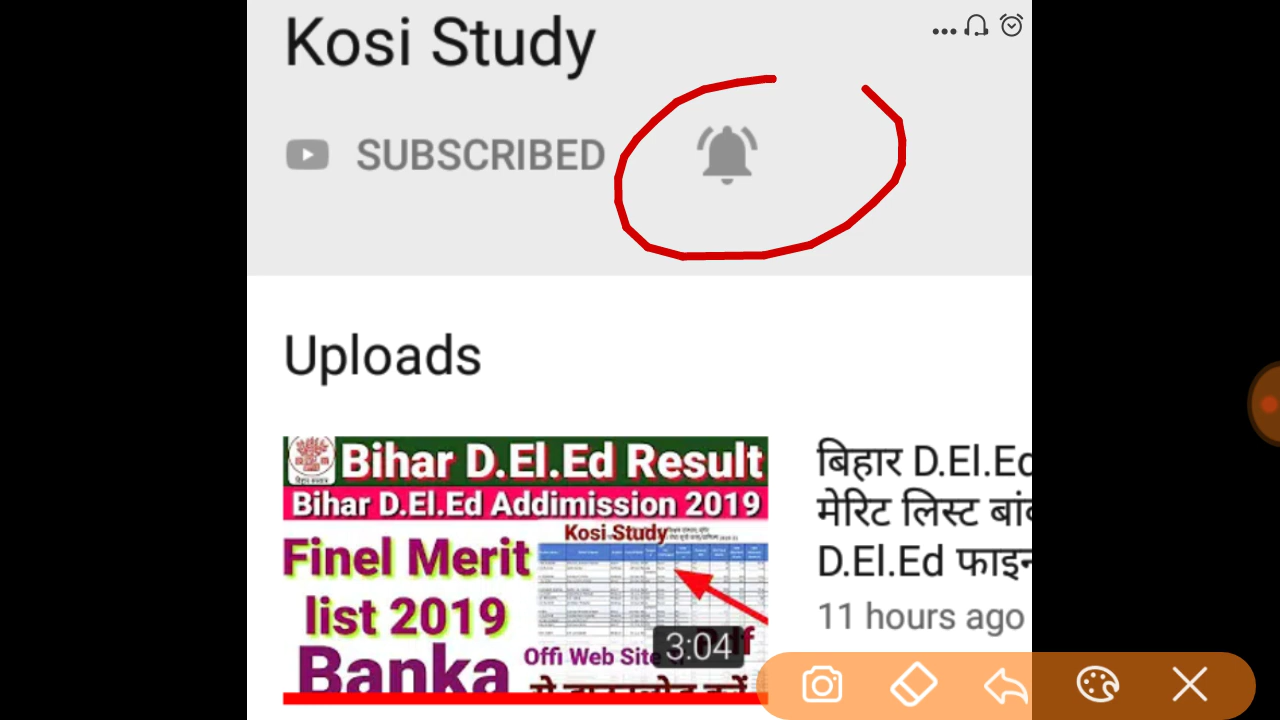 Kosi Study
SUBSCRIBED
Uploads
Bihar D.El.Ed Result
Bihar D.El.Ed Addimission 2019
Kosi Study
Finel Merit
list 2019
Banka
Offi Web Site
3:04
बिहार D.El.Ed
मेरिट लिस्ट
D.El.Ed
11 hours ago